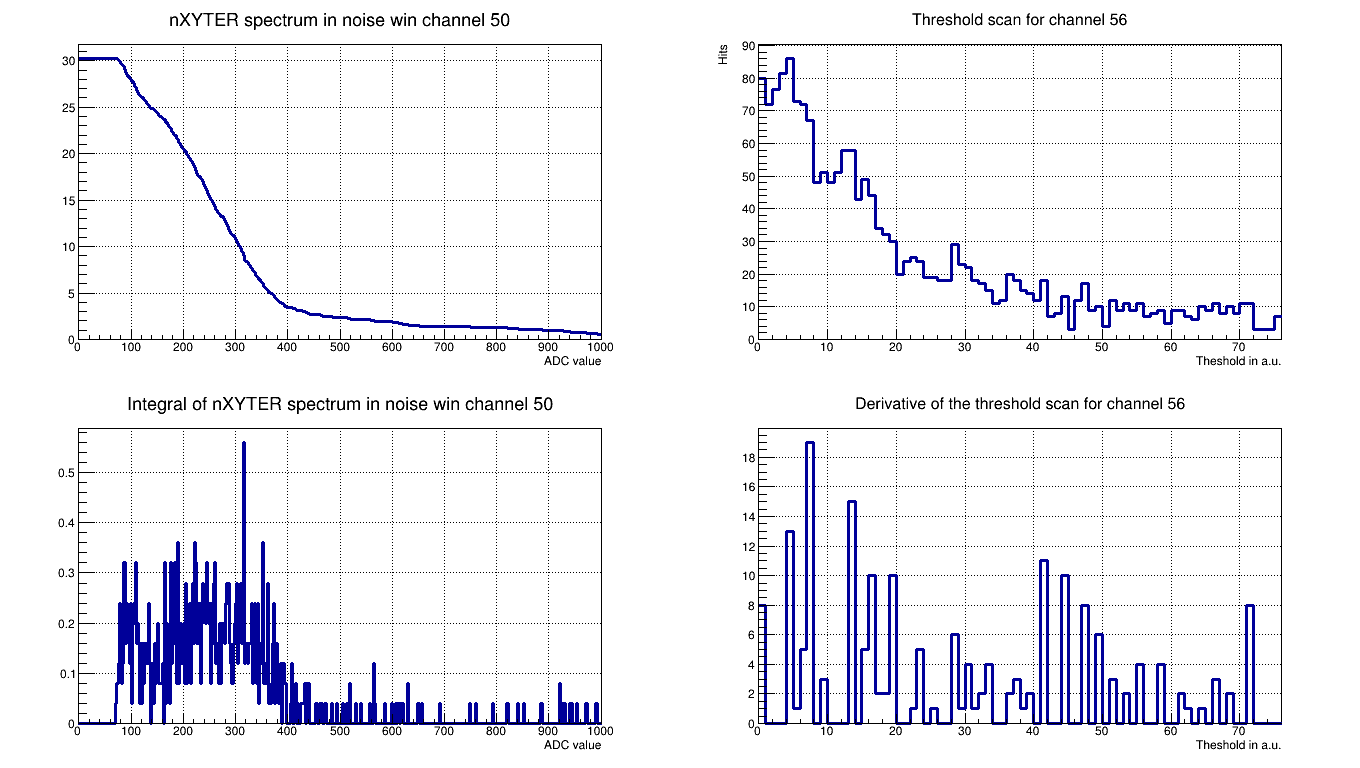 nXYTER spectrum in noise win channel 50
30
25
20
15
10
5
0
0 100 200 300 400 500 600 700 800 900 1000
ADC value
Threshold scan for channel 56
Hits
90
80
70
60
50
40
30
20
10
0
0 10 20 30 40 50 60 70
Theshold in a.u.
Integral of nXYTER spectrum in noise win channel 50
0.5
0.4
0.3
0.2
0.1
0
0 100 200 300 400 500 600 700 800 900 1000
ADC value
Derivative of the threshold scan for channel 56
18
16
14
12
10
8
6
4
2
0
0 10 20 30 40 50 60 70
Theshold in a.u.